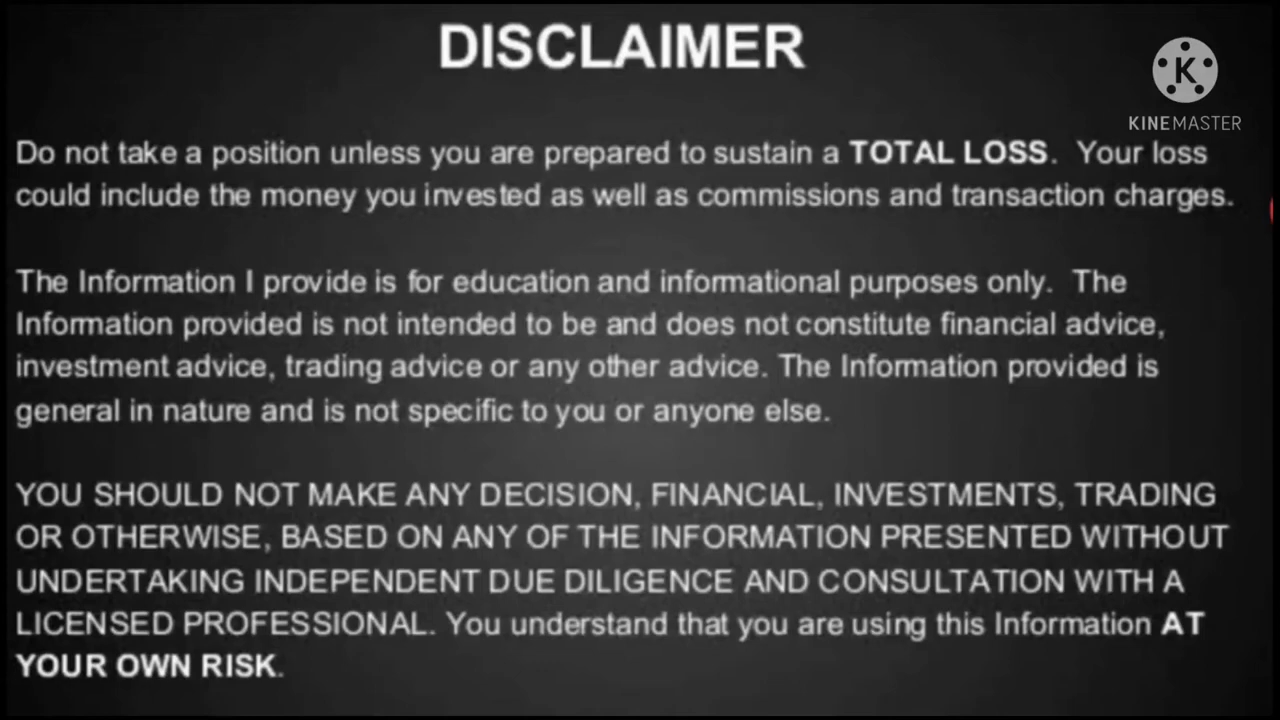 DISCLAIMER
K
KINEMASTER
Do not take a position unless you are prepared to sustain a TOTAL LOSS. Your loss
could include the money you invested as well as commissions and transaction charges.
The Information I provide is for education and informational purposes only. The
Information provided is not intended to be and does not constitute financial advice,
investment advice, trading advice or any other advice. The Information provided is
general in nature and is not specific to you or anyone else.
YOU SHOULD NOT MAKE ANY DECISION, FINANCIAL, INVESTMENTS, TRADING
OR OTHERWISE, BASED ON ANY OF THE INFORMATION PRESENTED WITHOUT
UNDERTAKING INDEPENDENT DUE DILIGENCE AND CONSULTATION WITH A
LICENSED PROFESSIONAL. You understand that you are using this Information AT
YOUR OWN RISK.